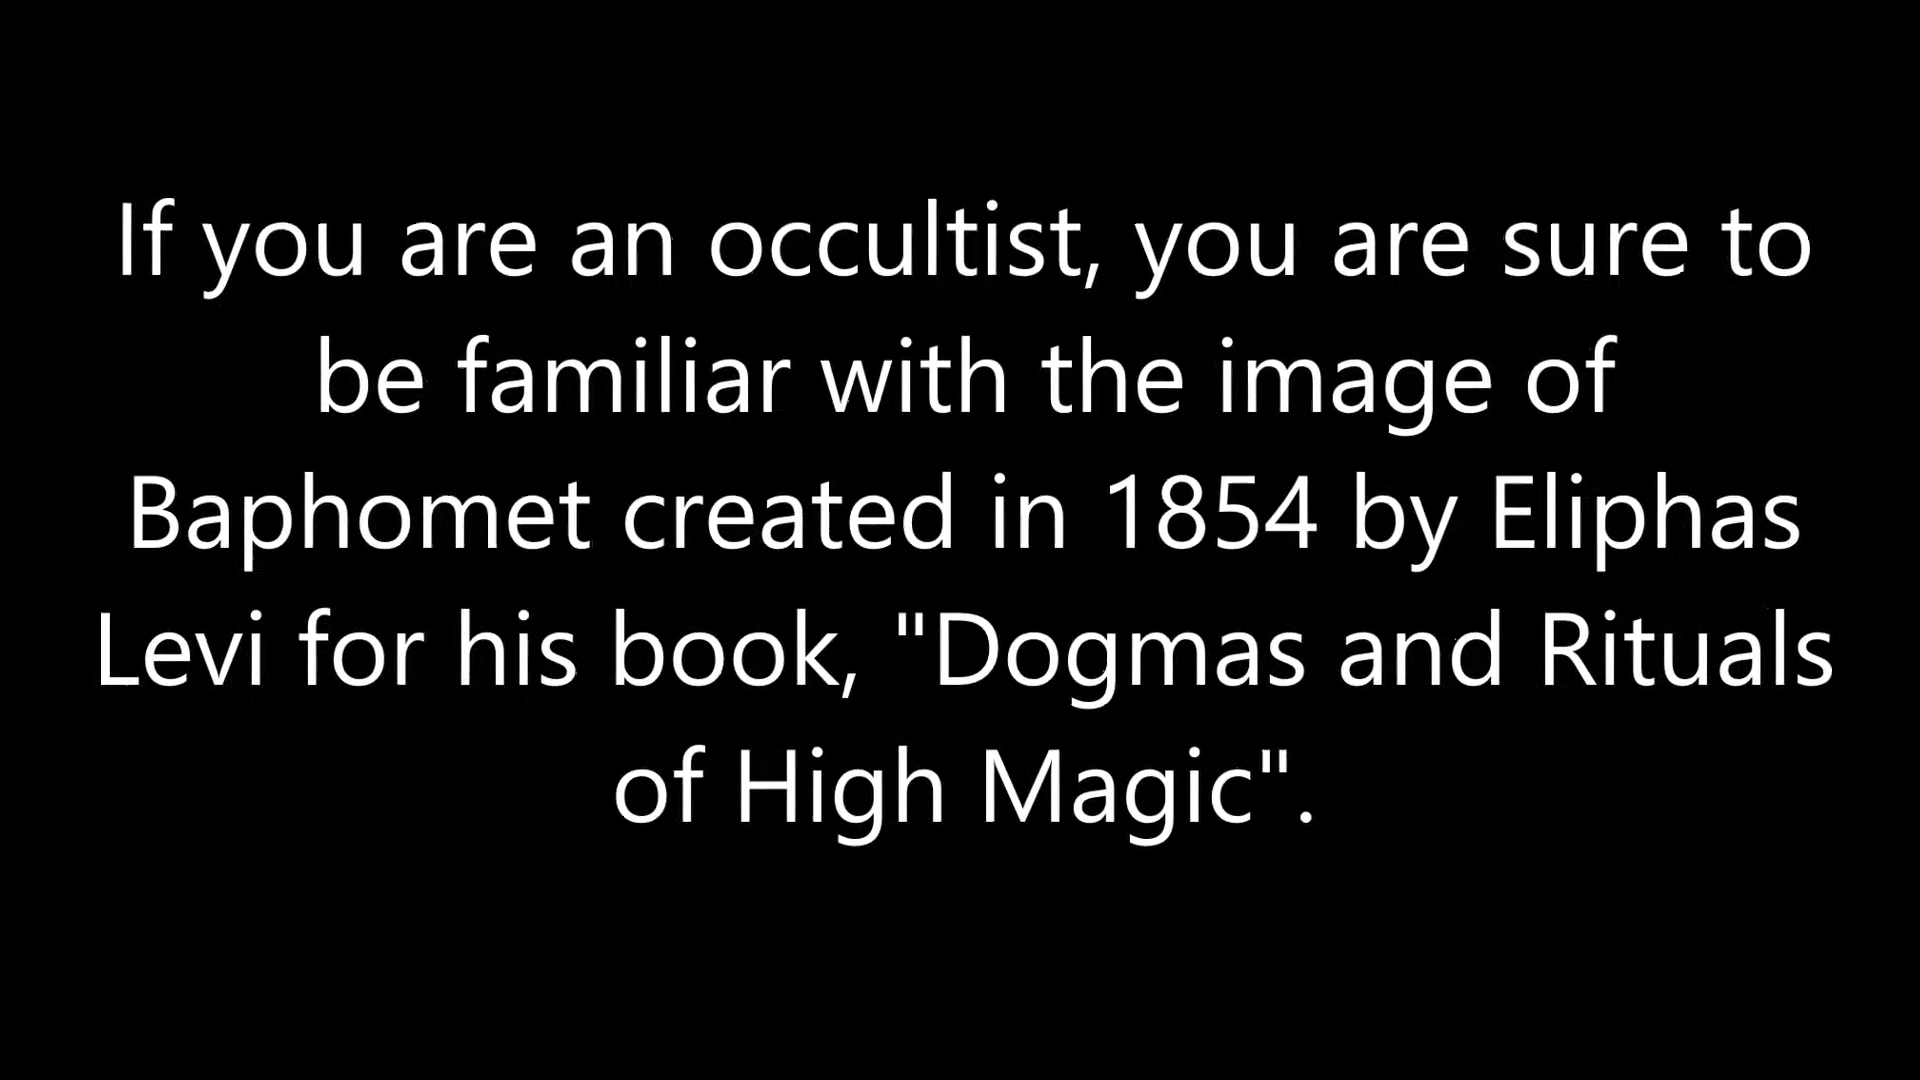 If you are an occultist, you are sure to
be familiar with the image of
Baphomet created in 1854 by Eliphas
Levi for his book, "Dogmas and Rituals
of High Magic".